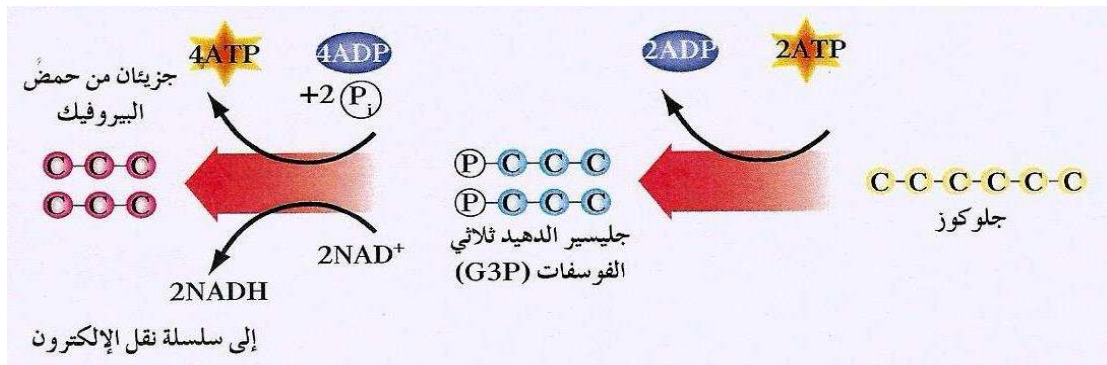 2ATP
2ADP
C-C-C-C-C-C
جلوكوز
P-C-C-C
P-C-C-C
جليسير الدهيد ثلاثي
الفوسفات (G3P)
4ADP
+2 Pi
4ATP
2NAD⁺
2NADH
إلى سلسلة نقل الإلكترون
جزيئان من حمضً
البيروفيك
C-C-C
C-C-C